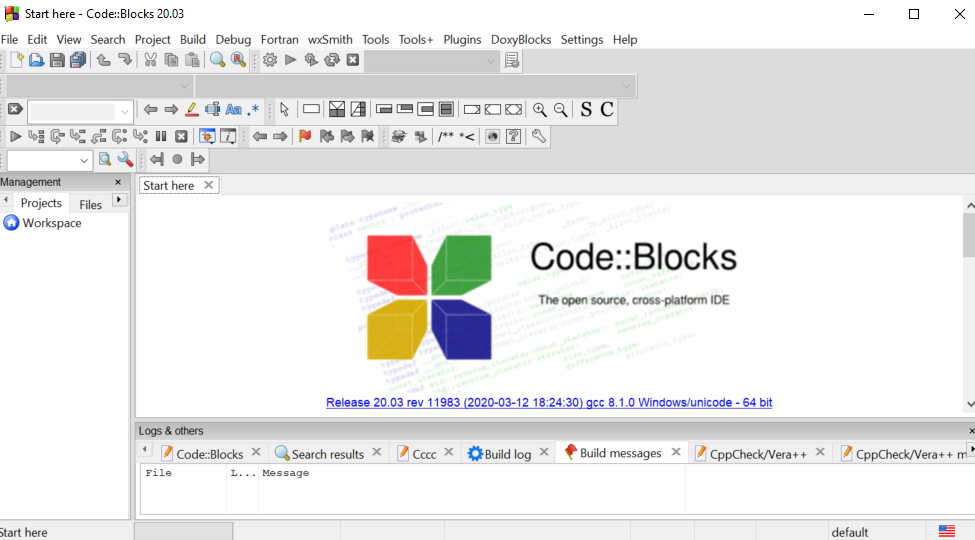 Start here - Code::Blocks 20.03
File Edit View Search Project Build Debug Fortran wxSmith Tools Tools+ Plugins DoxyBlocks Settings Help
Aa .* S C
/** *<
Management
Start here
Projects Files
Workspace
Code::Blocks
The open source, cross-platform IDE
Release 20.03 rev 11983 (2020-03-12 18:24:30) gcc 8.1.0 Windows/unicode - 64 bit
Logs & others
Code::Blocks Search results Cccc Build log Build messages CppCheck/Vera++ CppCheck/Vera++ m
File L... Message
Start here default